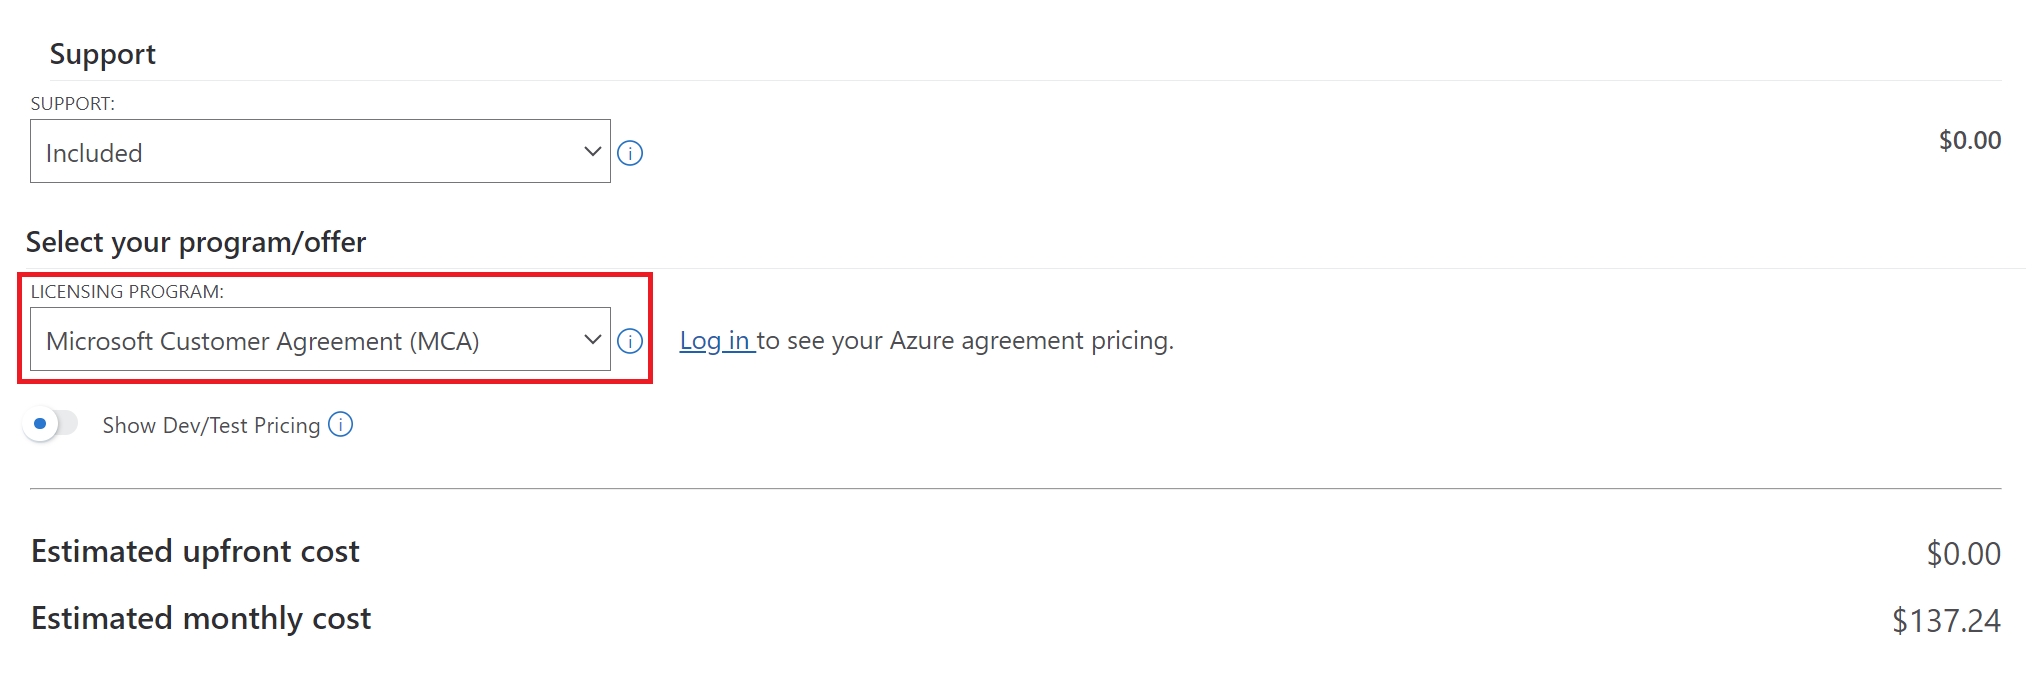 Support
SUPPORT:
Included
$0.00
Select your program/offer
LICENSING PROGRAM:
Microsoft Customer Agreement (MCA)
Log in to see your Azure agreement pricing.
Show Dev/Test Pricing
Estimated upfront cost
$0.00
Estimated monthly cost
$137.24